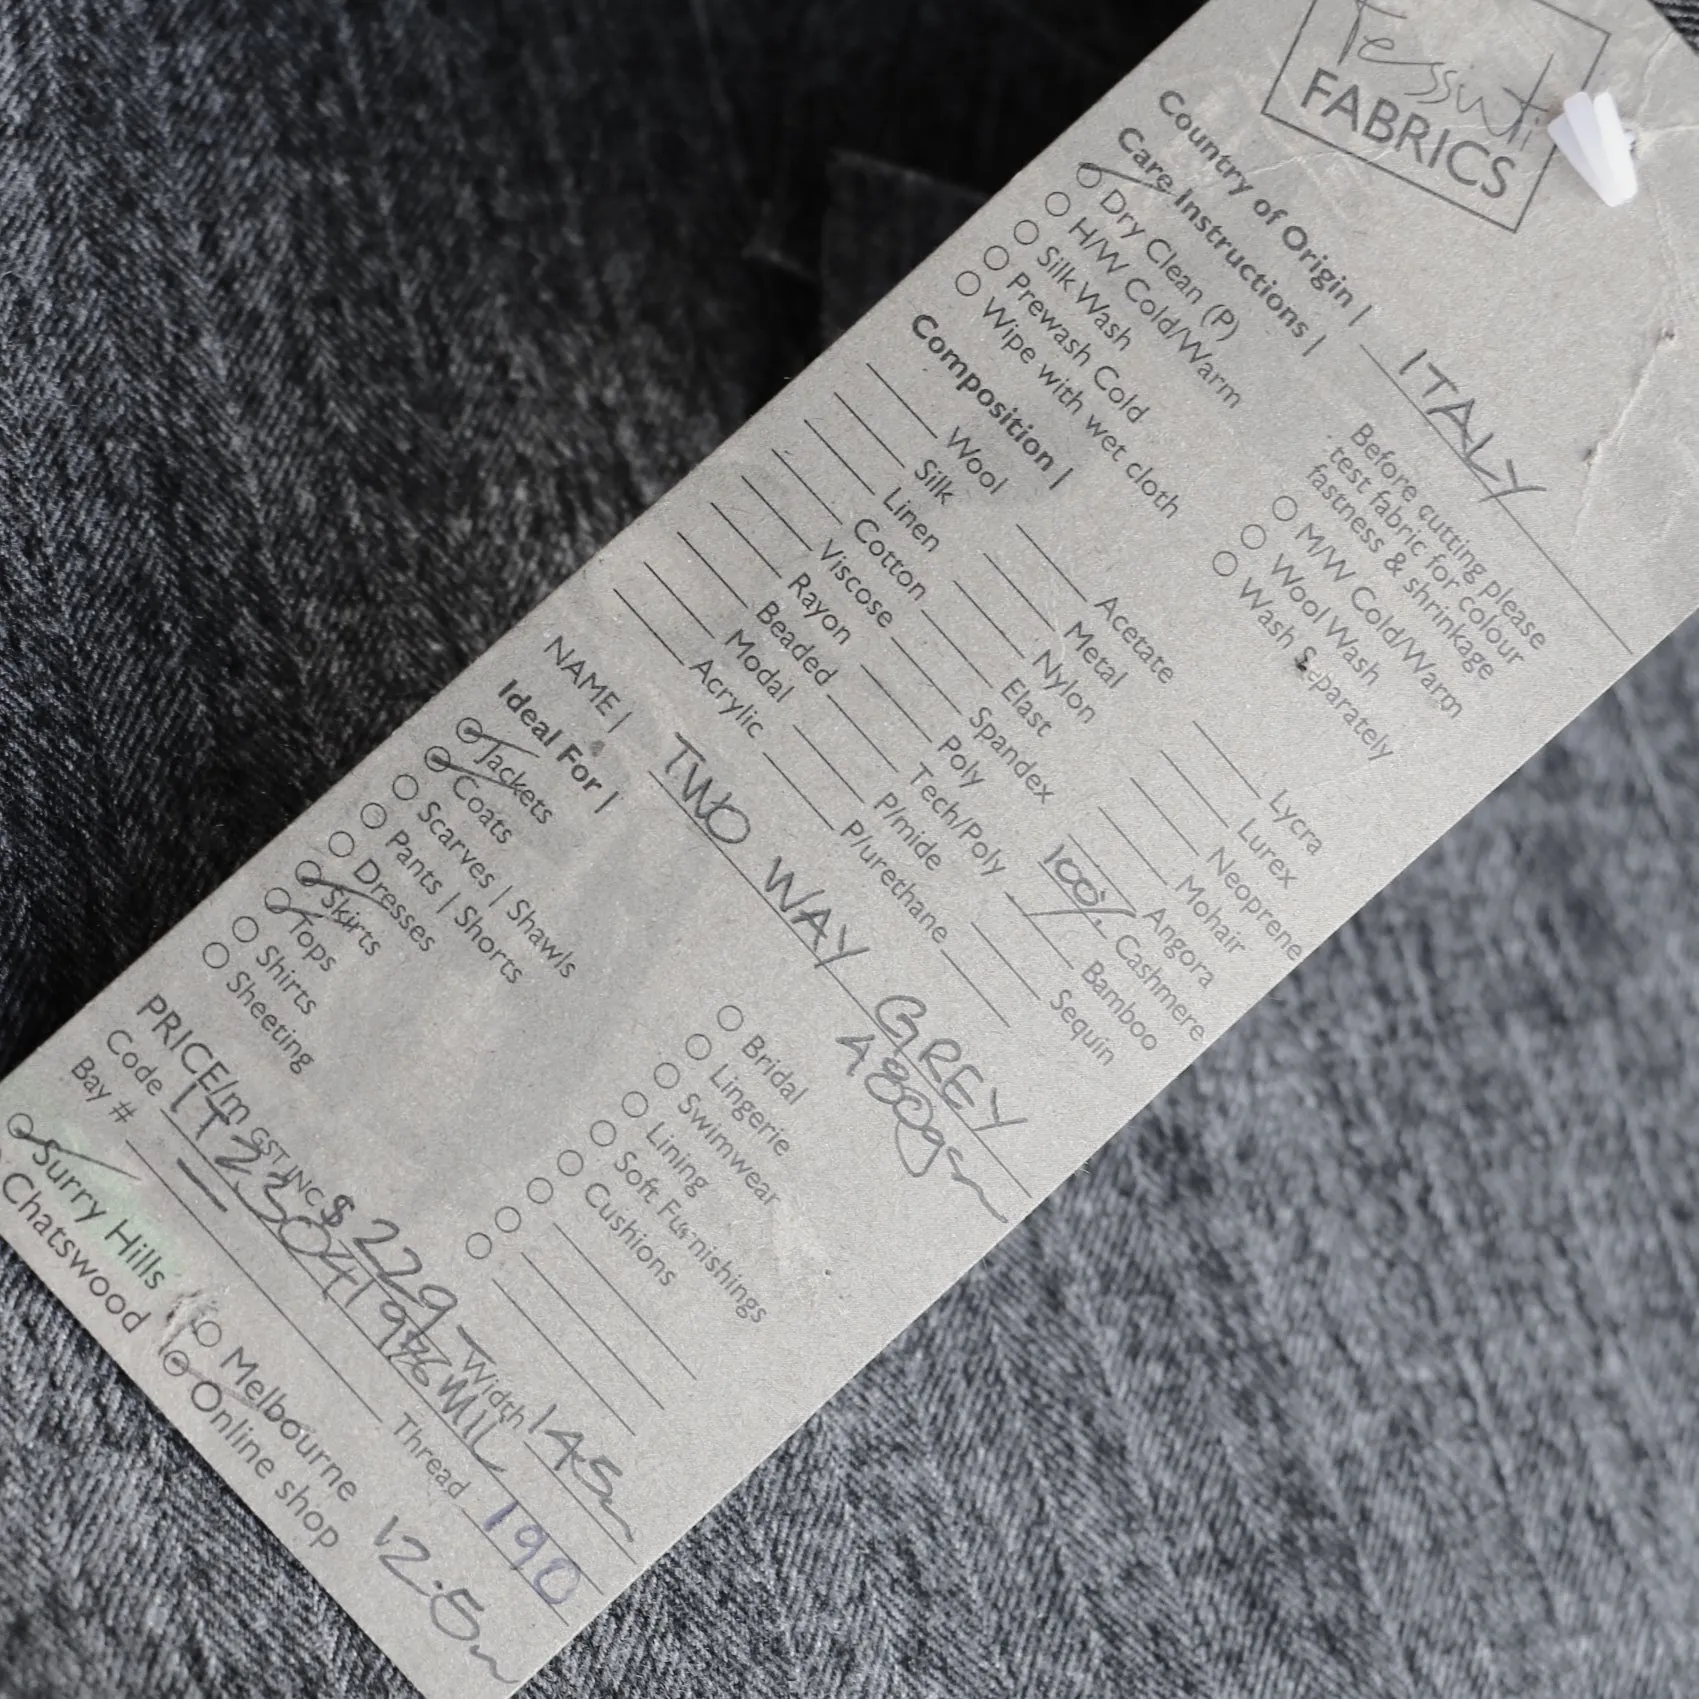 Tessuti
FABRICS
Country of Origin | ITALY
Care Instructions |
Dry Clean (P)
H/W Cold/Warm
Silk Wash
Prewash Cold
Wipe with wet cloth
Before cutting please
test fabric for colour
fastness & shrinkage
M/W Cold/Warm
Wool Wash
Wash Separately
Composition |
Wool
Silk
Linen
Cotton
Viscose
Rayon
Beaded
Modal
Acrylic
Acetate
Metal
Nylon
Elast
Spandex
Poly
Tech/Poly
P/mide
P/urethane
Lycra
Lurex
Neoprene
Mohair
Angora
100% Cashmere
Bamboo
Sequin
NAME | TWO WAY GREY
480gm
Ideal For |
Jackets
Coats
Scarves | Shawls
Pants | Shorts
Dresses
Skirts
Tops
Shirts
Sheeting
Bridal
Lingerie
Swimwear
Lining
Soft Furnishings
Cushions
PRICE/m GST INC $229 Width 145m
Code
Bay # Thread 190
Surry Hills Melbourne
Chatswood Online shop 12.5m